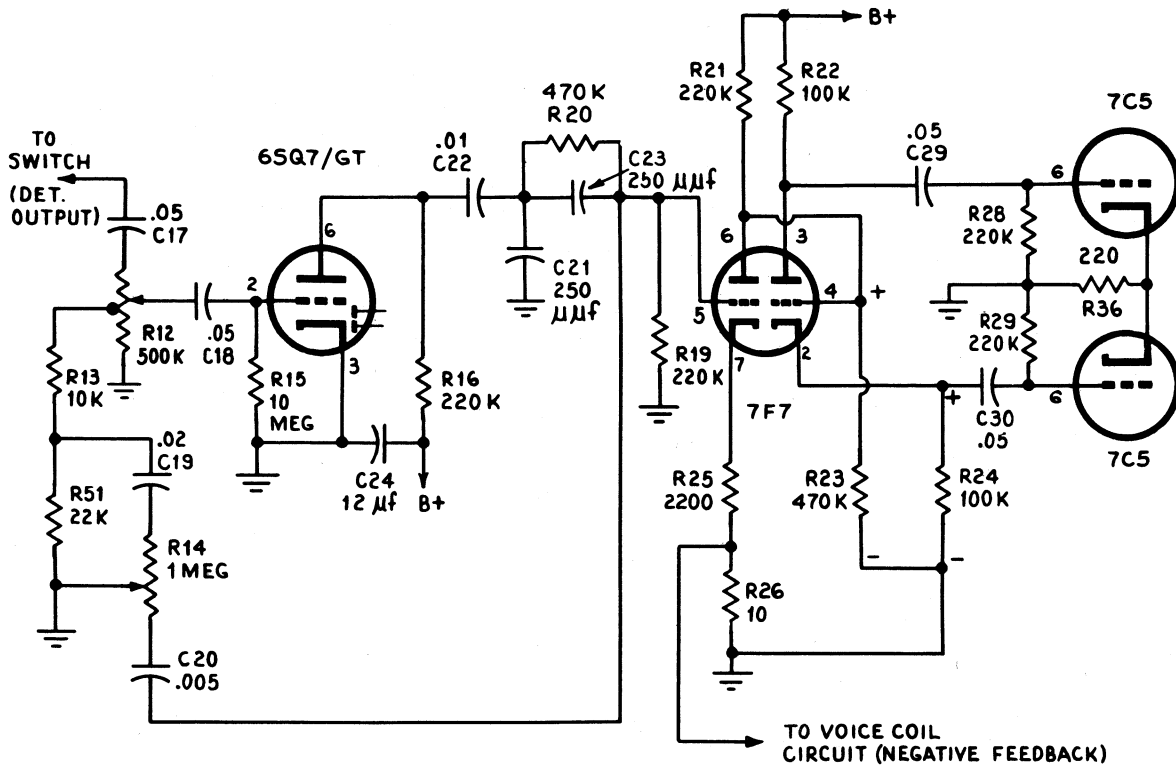 B+
R21
220K
R22
100K
470K
R20
7C5
TO
SWITCH
(DET.
OUTPUT)
6SQ7/GT
.01
C22
C23
250 μμf
.05
C29
6
.05
C17
6
6
3
R28
220K
220
C21
250
μμf
2
4
+
5
R36
R12
500K
.05
C18
R29
220K
R19
220K
7
2
3
R13
10K
R15
10
MEG
R16
220K
7F7
+
6
C30
.05
7C5
.02
C19
C24
12 μf
B+
R25
2200
R23
470K
R24
100K
R51
22K
R14
1 MEG
-
-
R26
10
C20
.005
TO VOICE COIL
CIRCUIT (NEGATIVE FEEDBACK)